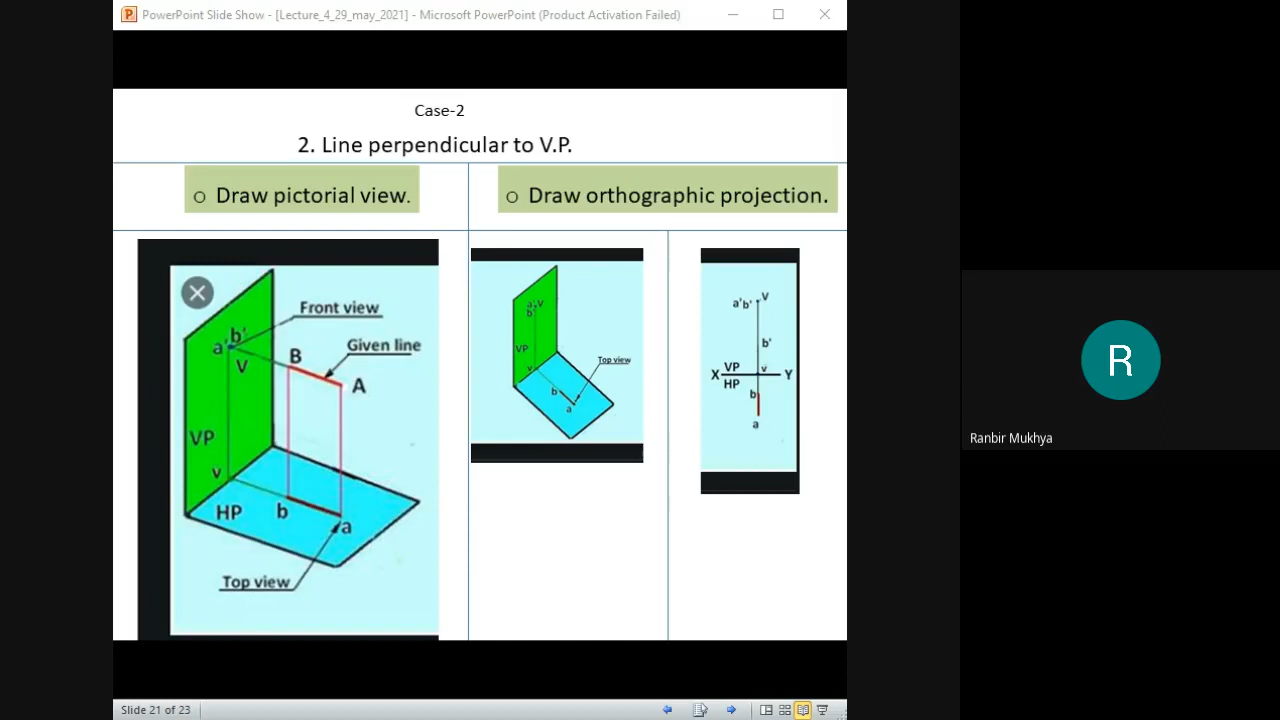 PowerPoint Slide Show - [Lecture_4_29_may_2021] - Microsoft PowerPoint (Product Activation Failed)
Case-2
2. Line perpendicular to V.P.
o Draw pictorial view.
o Draw orthographic projection.
Front view
a' b'
V
Given line
B
A
VP
v
HP
b
a
Top view
a' V
b'
VP
Top view
v
b
a
V
a'b'
b'
VP
X
v
Y
HP
b
a
R
Ranbir Mukhya
Slide 21 of 23